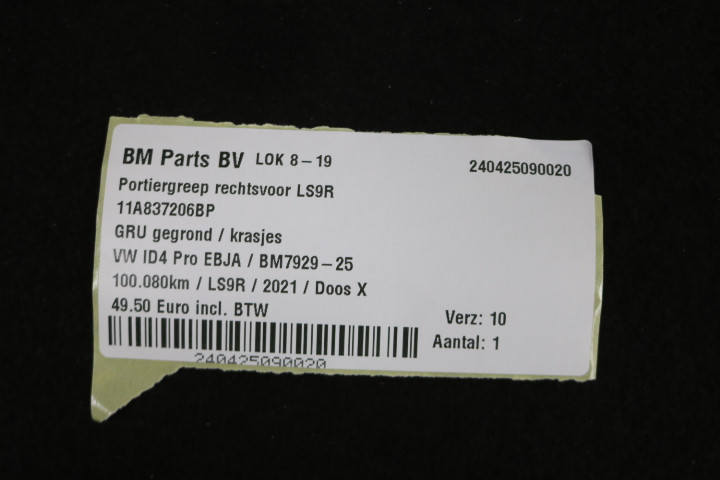 BM Parts BV LOK 8-19 240425090020
Portiergreep rechtsvoor LS9R
11A837206BP
GRU gegrond / krasjes
VW ID4 Pro EBJA / BM7929-25
100.080km / LS9R / 2021 / Doos X
49.50 Euro incl. BTW
Verz: 10
Aantal: 1
240425090020